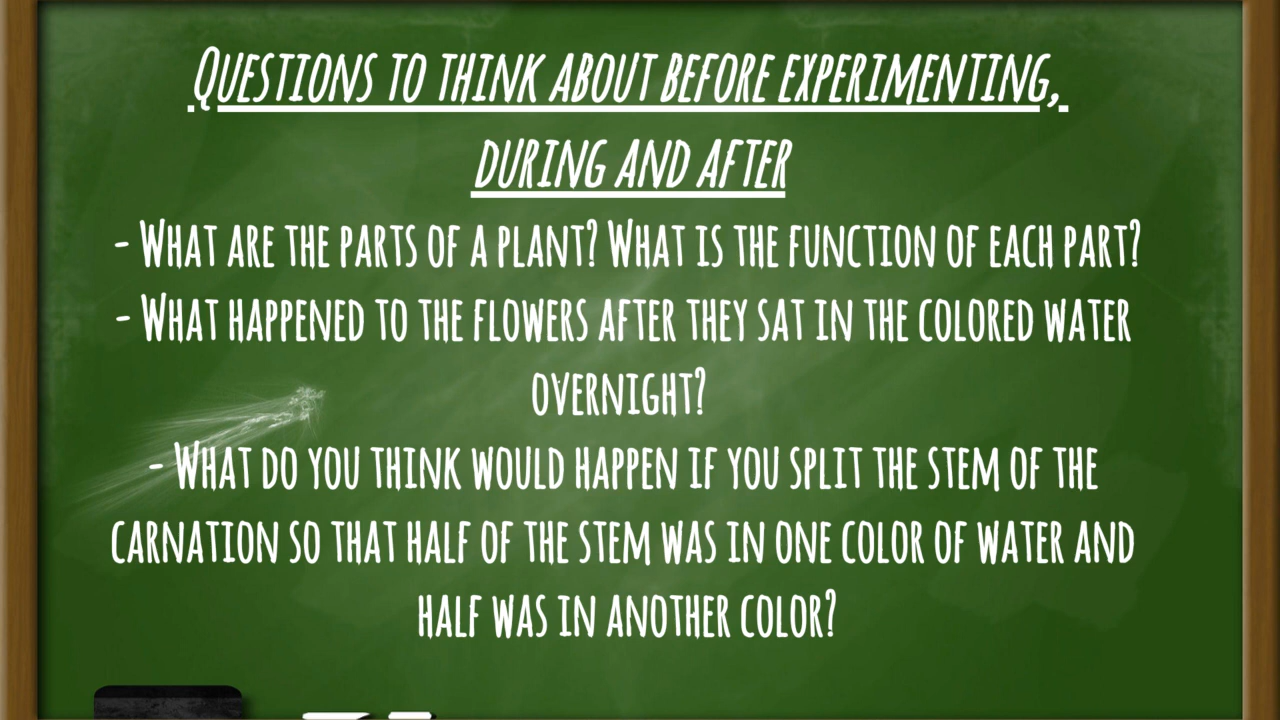 Questions to think about before experimenting,
during and after
- What are the parts of a plant? What is the function of each part?
- What happened to the flowers after they sat in the colored water
overnight?
- What do you think would happen if you split the stem of the
carnation so that half of the stem was in one color of water and
half was in another color?